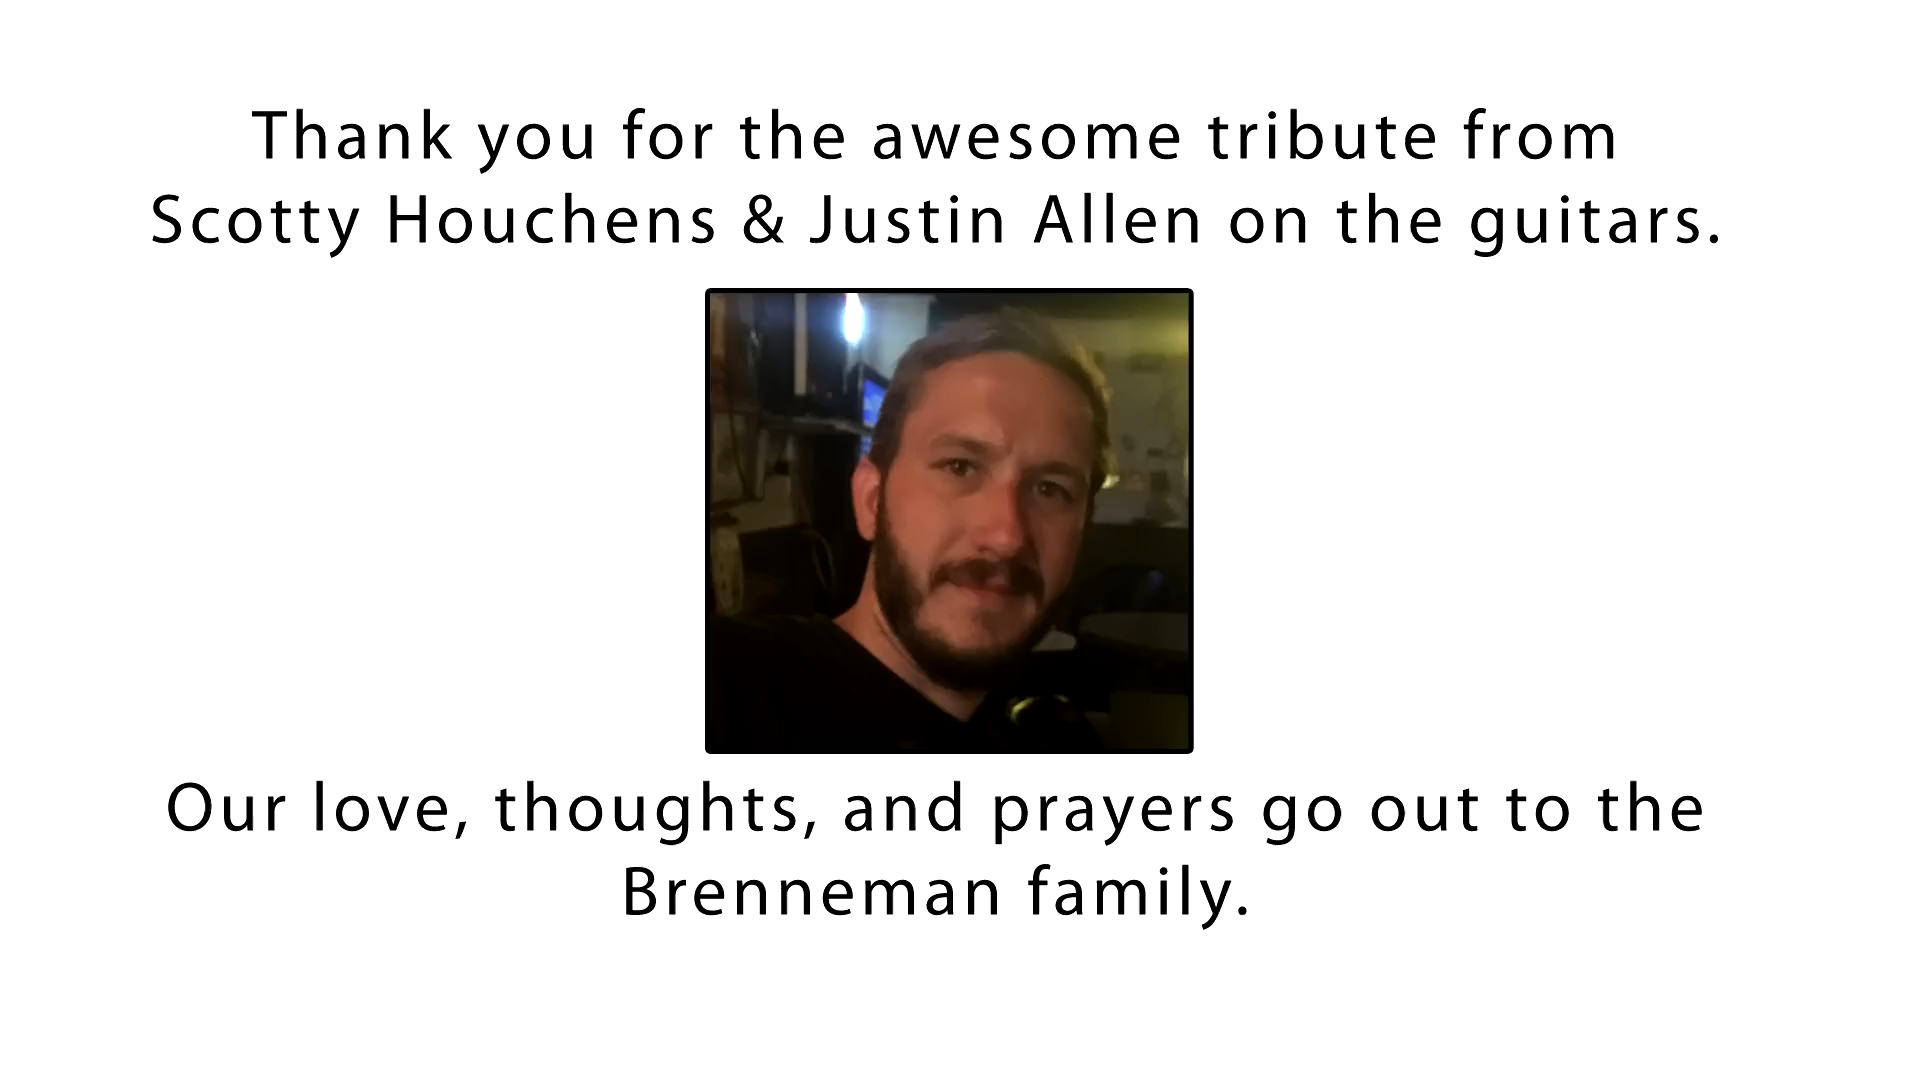 Thank you for the awesome tribute from
Scotty Houchens & Justin Allen on the guitars.
Our love, thoughts, and prayers go out to the
Brenneman family.